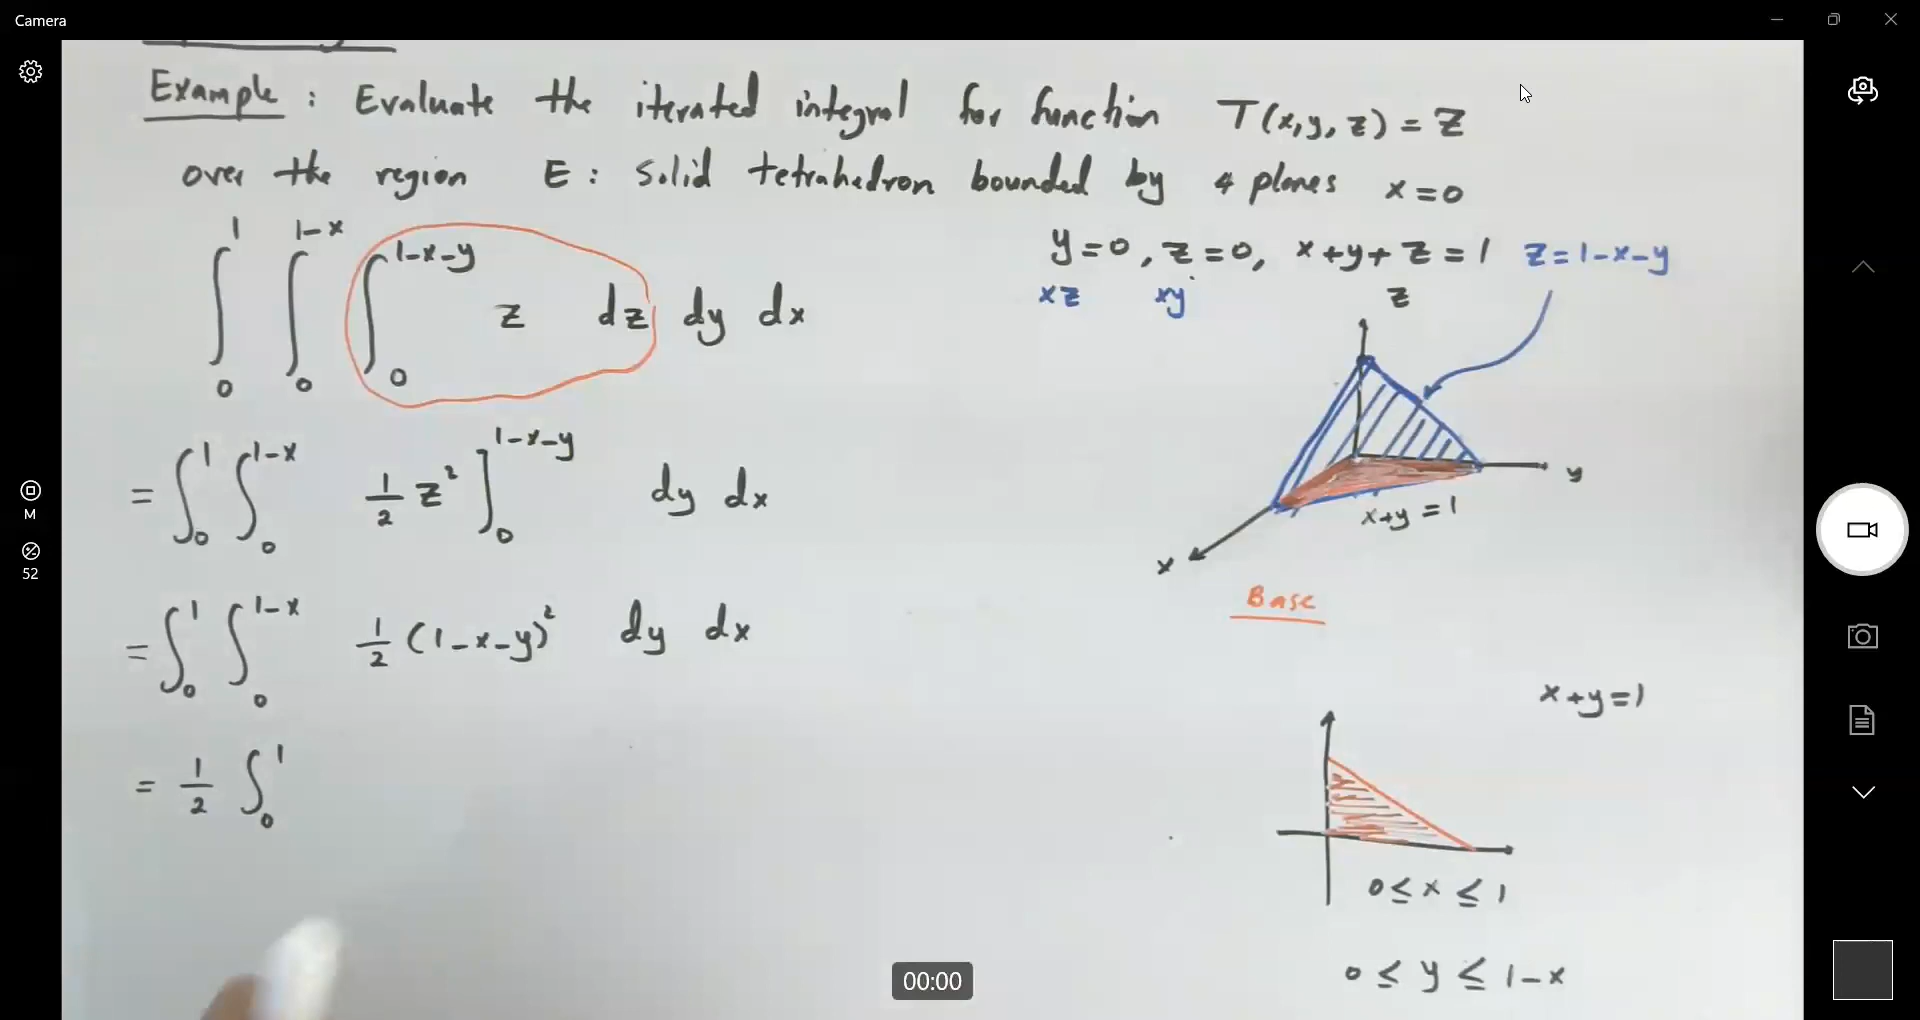 Camera
Example : Evaluate the iterated integral for function T(x,y,z) = z
over the region E : Solid tetrahedron bounded by 4 planes x=0
y=0, z=0, x+y+z=1 z=1-x-y
xz xy
∫₀¹ ∫₀^{1-x} ∫₀^{1-x-y} z dz dy dx
= ∫₀¹ ∫₀^{1-x} ½ z² ]₀^{1-x-y} dy dx
= ∫₀¹ ∫₀^{1-x} ½ (1-x-y)² dy dx
= ½ ∫₀¹
z
y
x+y=1
x
Base
x+y=1
0≤x≤1
0≤y≤1-x
M
52
00:00